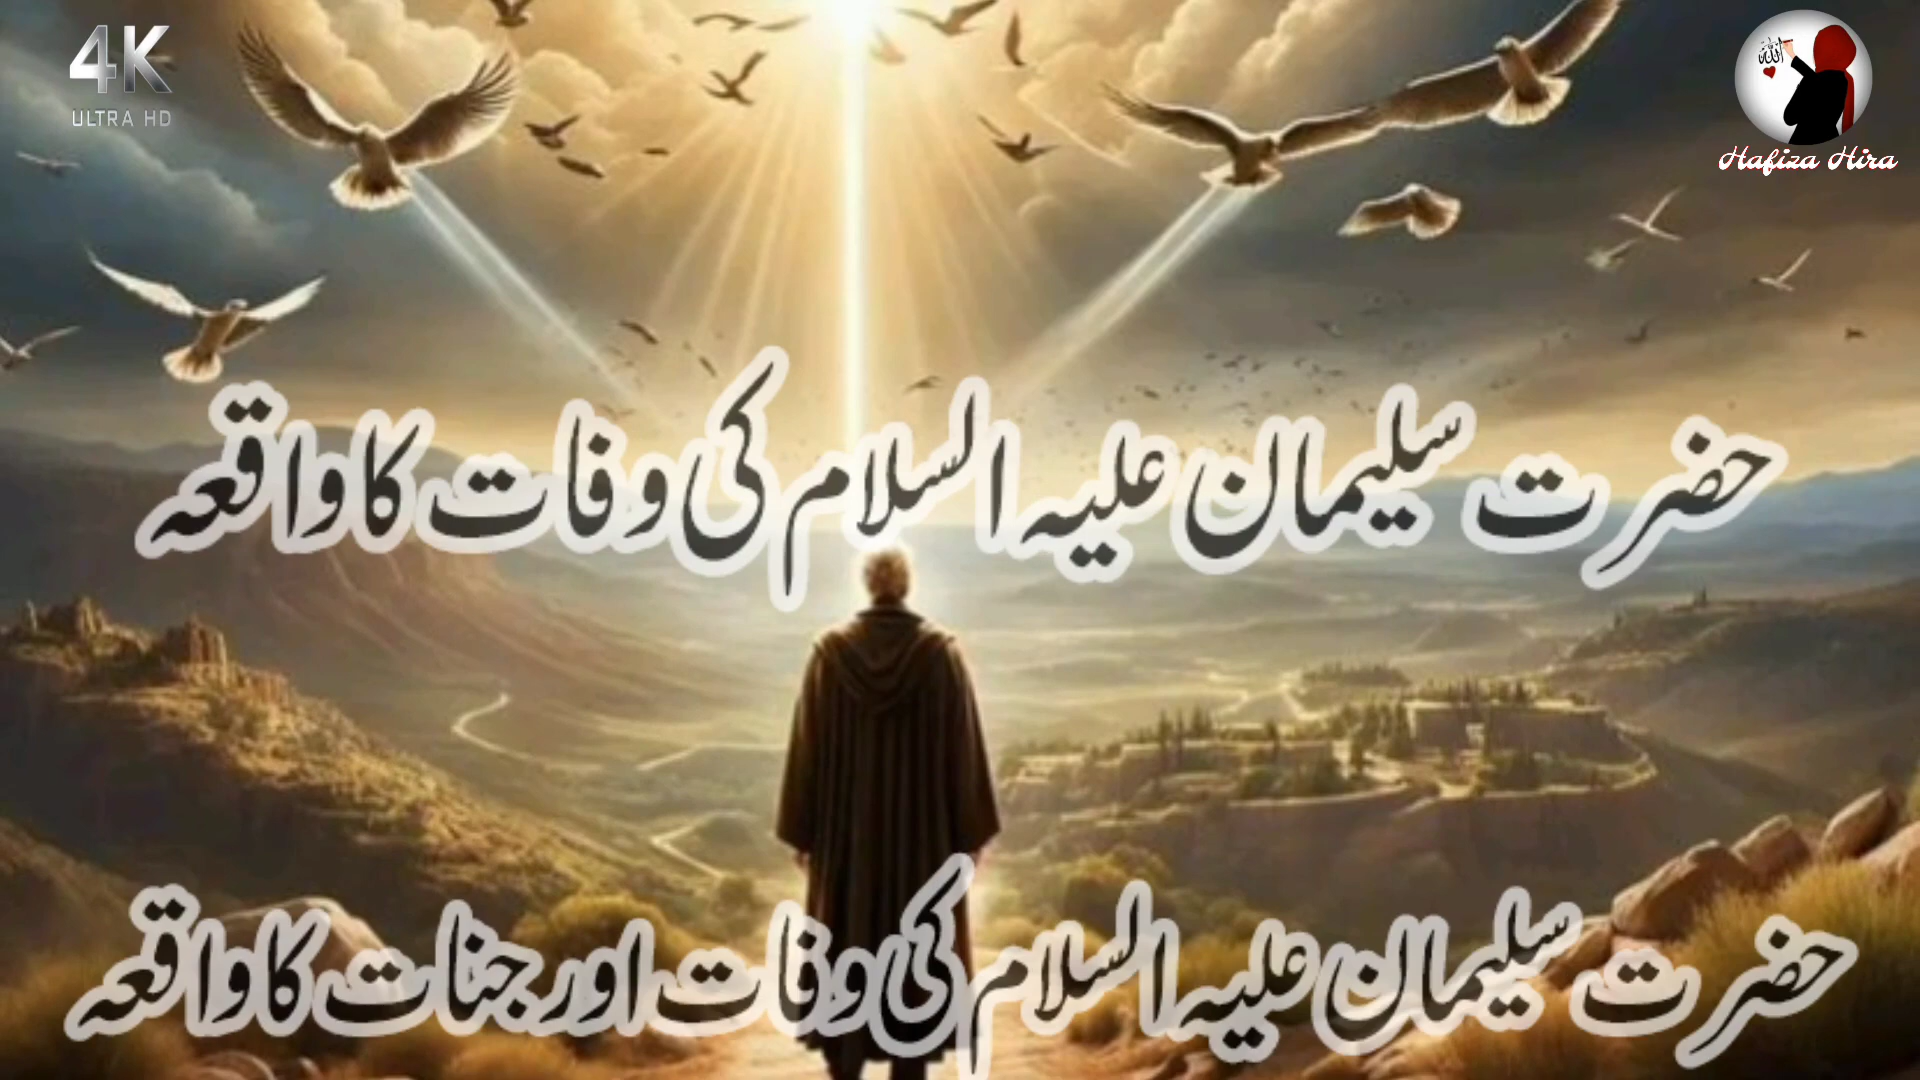 4K
ULTRA HD
الله
Hafiza Hira
حضرت سلیمان علیہ السلام کی وفات کا واقعہ
حضرت سلیمان علیہ السلام کی وفات اور جنات کا واقعہ